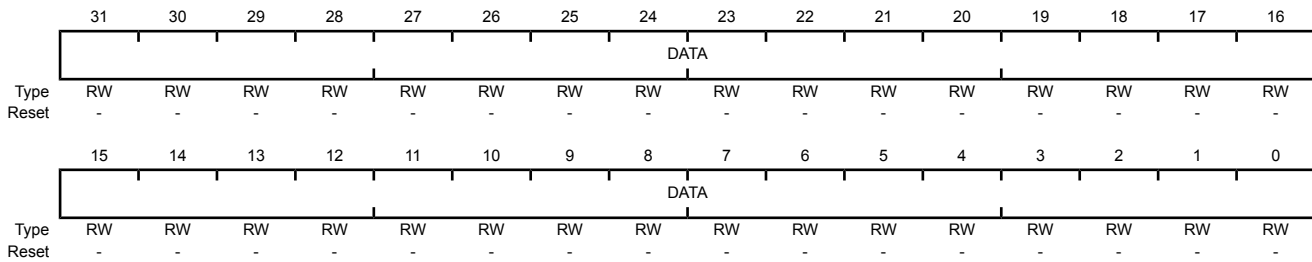 31 30 29 28 27 26 25 24 23 22 21 20 19 18 17 16
DATA
Type RW RW RW RW RW RW RW RW RW RW RW RW RW RW RW RW
Reset - - - - - - - - - - - - - - - -
15 14 13 12 11 10 9 8 7 6 5 4 3 2 1 0
DATA
Type RW RW RW RW RW RW RW RW RW RW RW RW RW RW RW RW
Reset - - - - - - - - - - - - - - - -